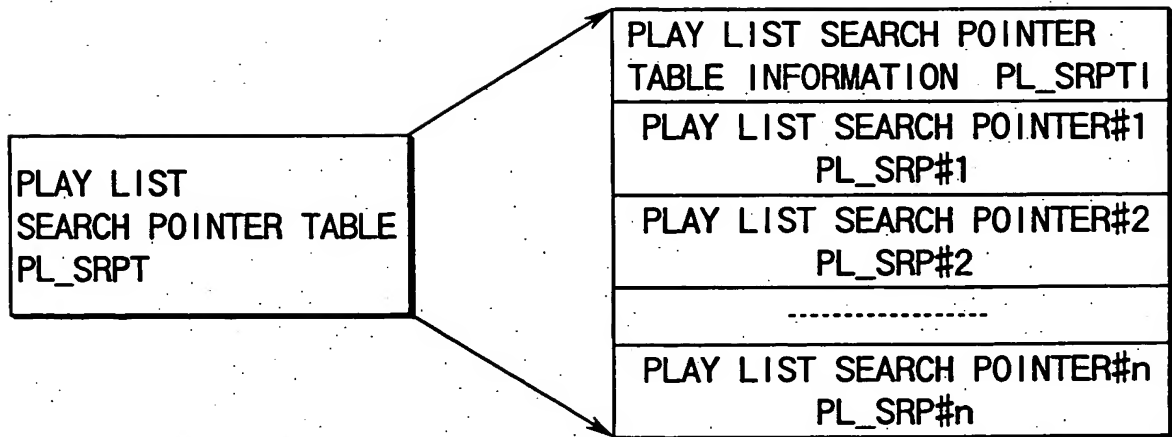 PLAY LIST
SEARCH POINTER TABLE
PL_SRPT
PLAY LIST SEARCH POINTER
TABLE INFORMATION PL_SRPTI
PLAY LIST SEARCH POINTER#1
PL_SRP#1
PLAY LIST SEARCH POINTER#2
PL_SRP#2
------------------
PLAY LIST SEARCH POINTER#n
PL_SRP#n